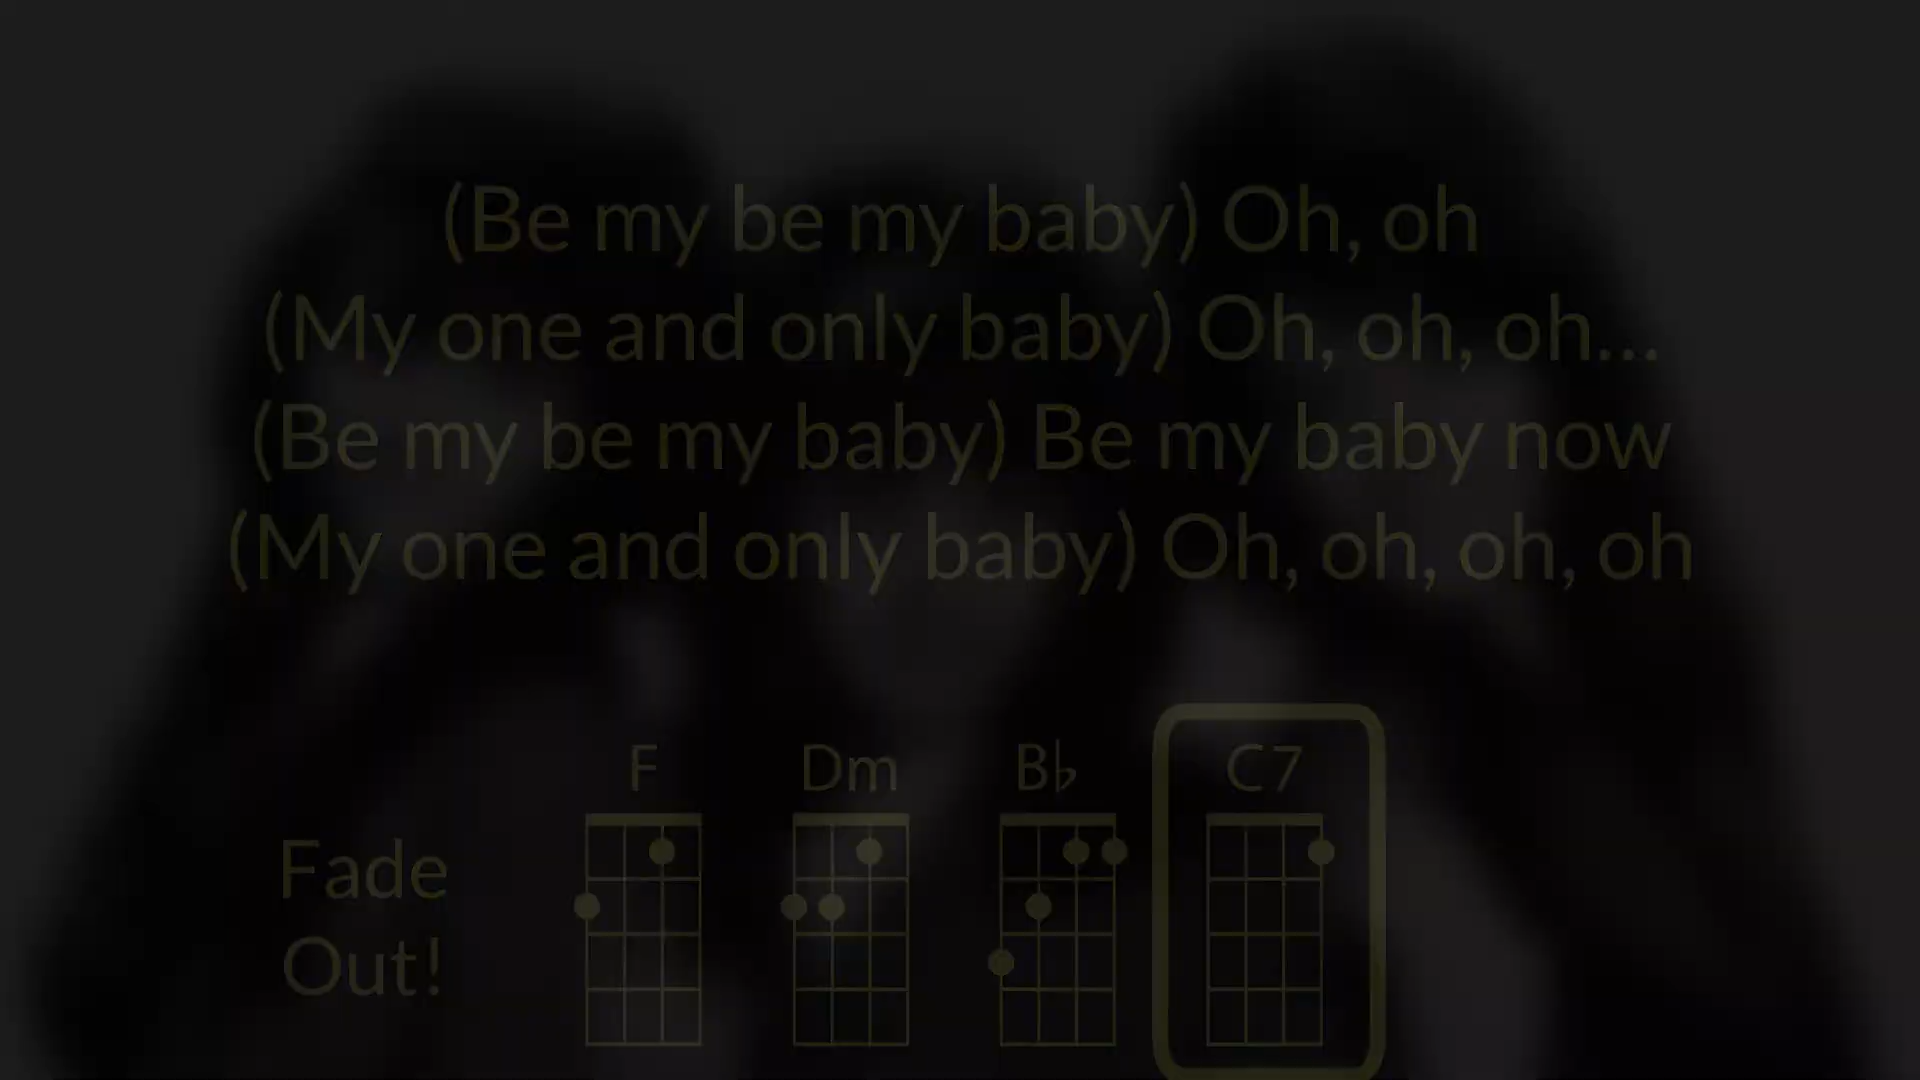 (Be my be my baby) Oh, oh
(My one and only baby) Oh, oh, oh...
(Be my be my baby) Be my baby now
(My one and only baby) Oh, oh, oh, oh
F Dm B♭ C7
Fade
Out!